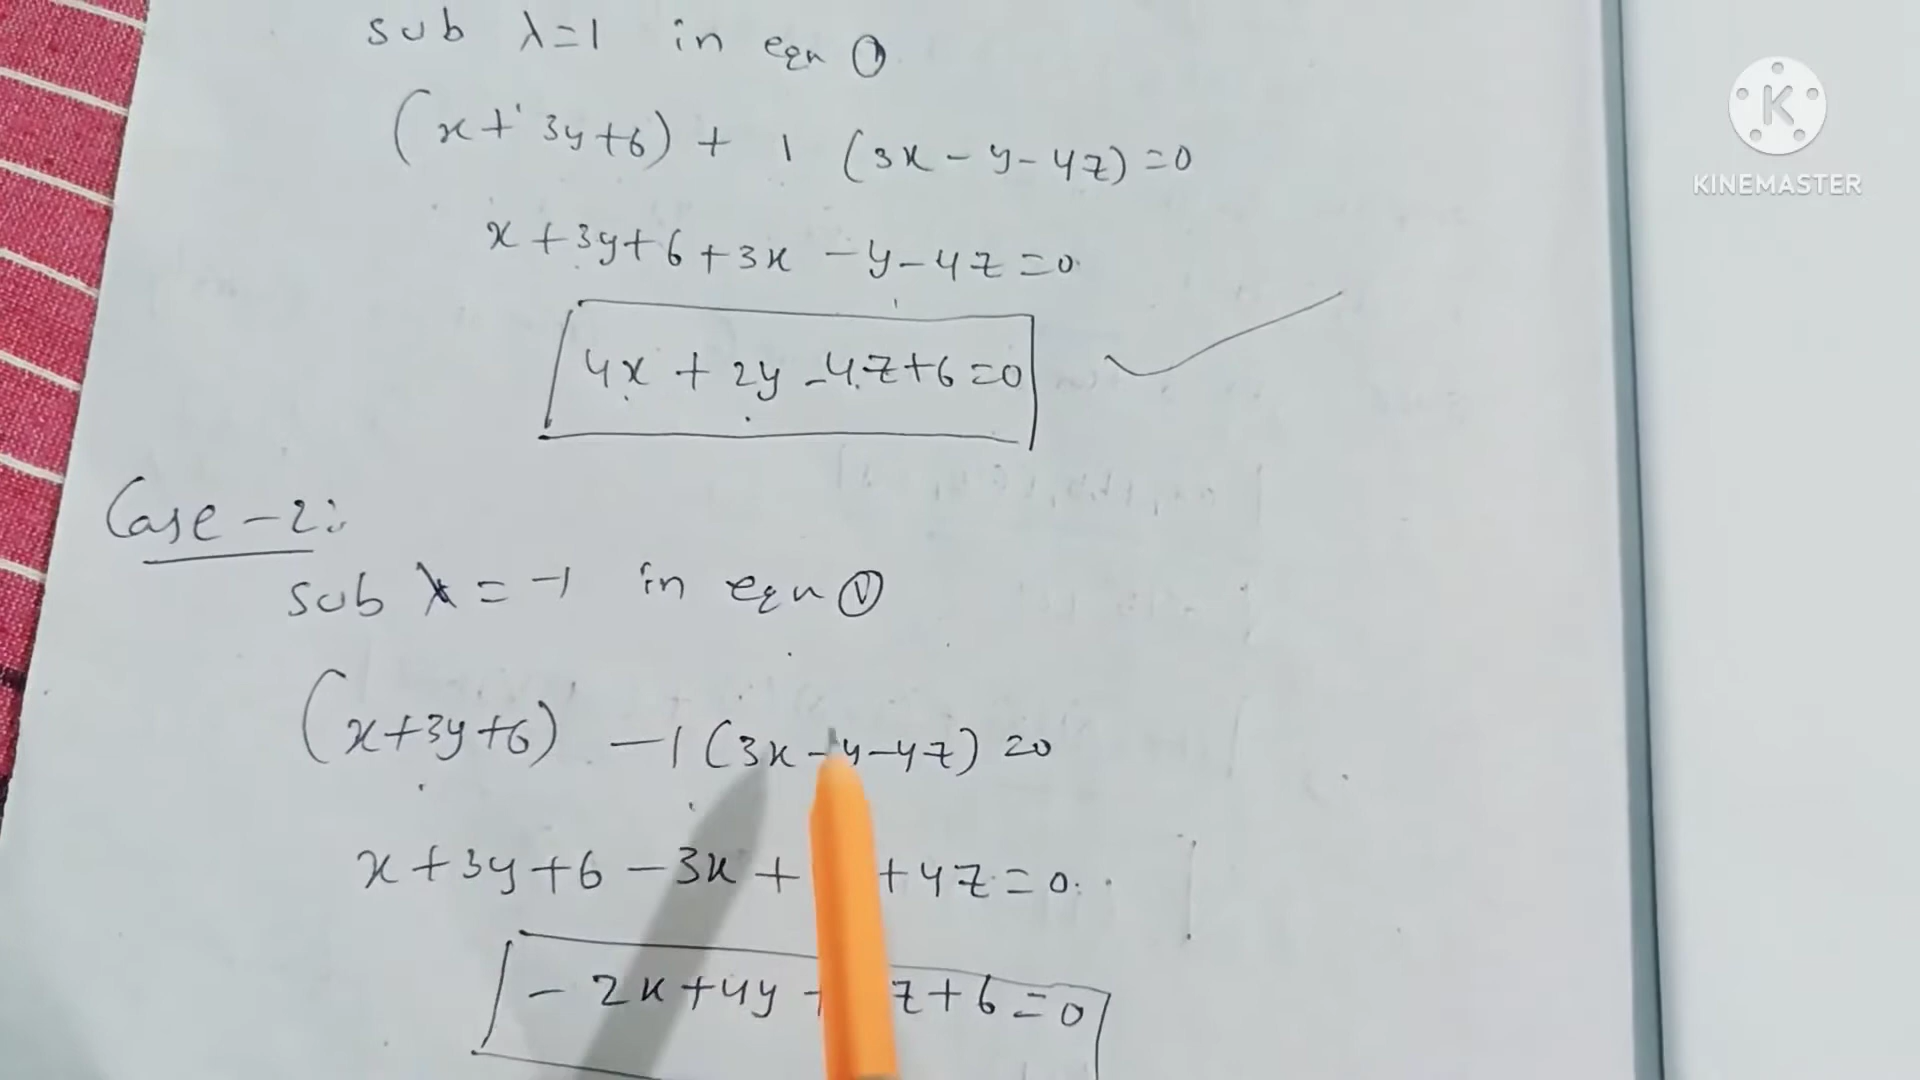 sub λ=1 in eqn ①
(x+3y+6) + 1 (3x-y-4z)=0
x+3y+6+3x-y-4z=0
4x+2y-4z+6=0
Case-2:
sub λ=-1 in eqn ①
(x+3y+6) -1(3x-y-4z)=0
x+3y+6-3x+ +4z=0
-2x+4y+ z+6=0
K
KINEMASTER